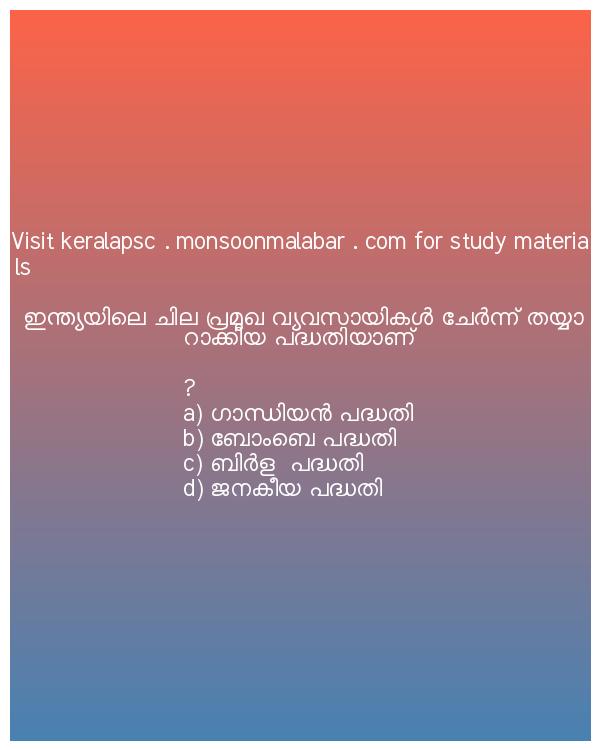 Visit keralapsc . monsoonmalabar . com for study materia
ls
ഇന്ത്യയിലെ ചില പ്രമുഖ വ്യവസായികൾ ചേർന്ന് തയ്യാ
റാക്കിയ പദ്ധതിയാണ്
?
a) ഗാന്ധിയൻ പദ്ധതി
b) ബോംബെ പദ്ധതി
c) ബിർള  പദ്ധതി
d) ജനകീയ പദ്ധതി